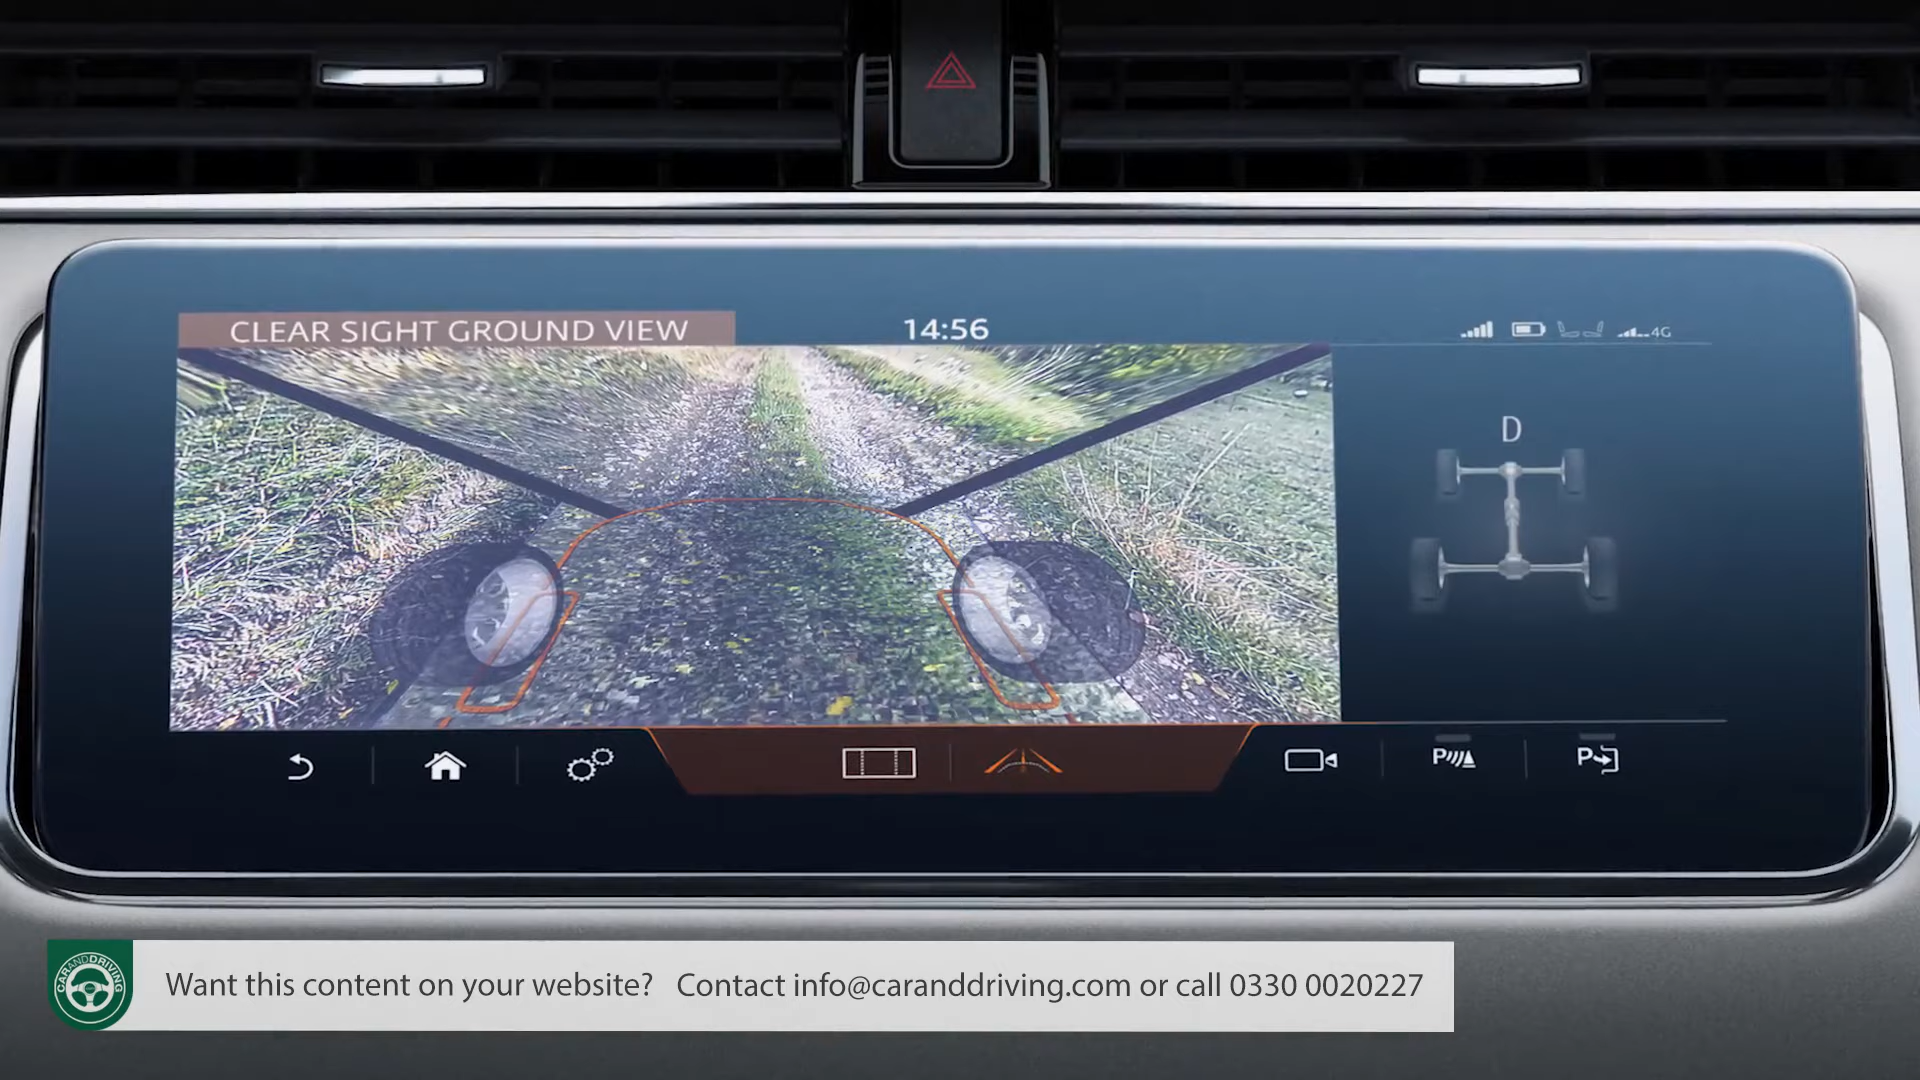 CLEAR SIGHT GROUND VIEW
14:56
4G
D
P
P
CARANDDRIVING
Want this content on your website? Contact info@caranddriving.com or call 0330 0020227